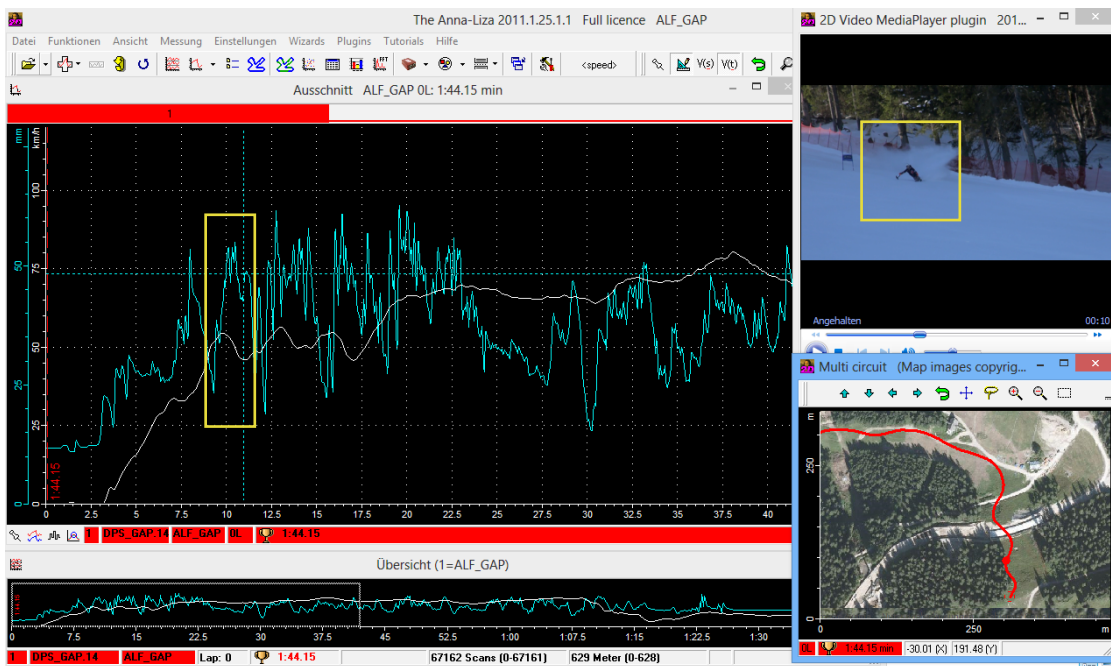 The Anna-Liza 2011.1.25.1.1 Full licence ALF_GAP
Datei Funktionen Ansicht Messung Einstellungen Wizards Plugins Tutorials Hilfe
<speed> V(s) V(t)
Ausschnitt ALF_GAP 0L: 1:44.15 min
1
mm km/h
100
50 75
50
25 25
0 0
1:44.15
0 2.5 5 7.5 10 12.5 15 17.5 20 22.5 25 27.5 30 32.5 35 37.5 40
1 DPS_GAP.14 ALF_GAP 0L 1:44.15
Übersicht (1=ALF_GAP)
0 7.5 15 22.5 30 37.5 45 52.5 1:00 1:07.5 1:15 1:22.5 1:30
1 DPS_GAP.14 ALF_GAP Lap: 0 1:44.15 67162 Scans (0-67161) 629 Meter (0-628)
2D Video MediaPlayer plugin 201...
Angehalten 00:10
Multi circuit (Map images copyrig...
m
250
0
0 250 m
0L 1:44.15 min -30.01 (X) 191.48 (Y)